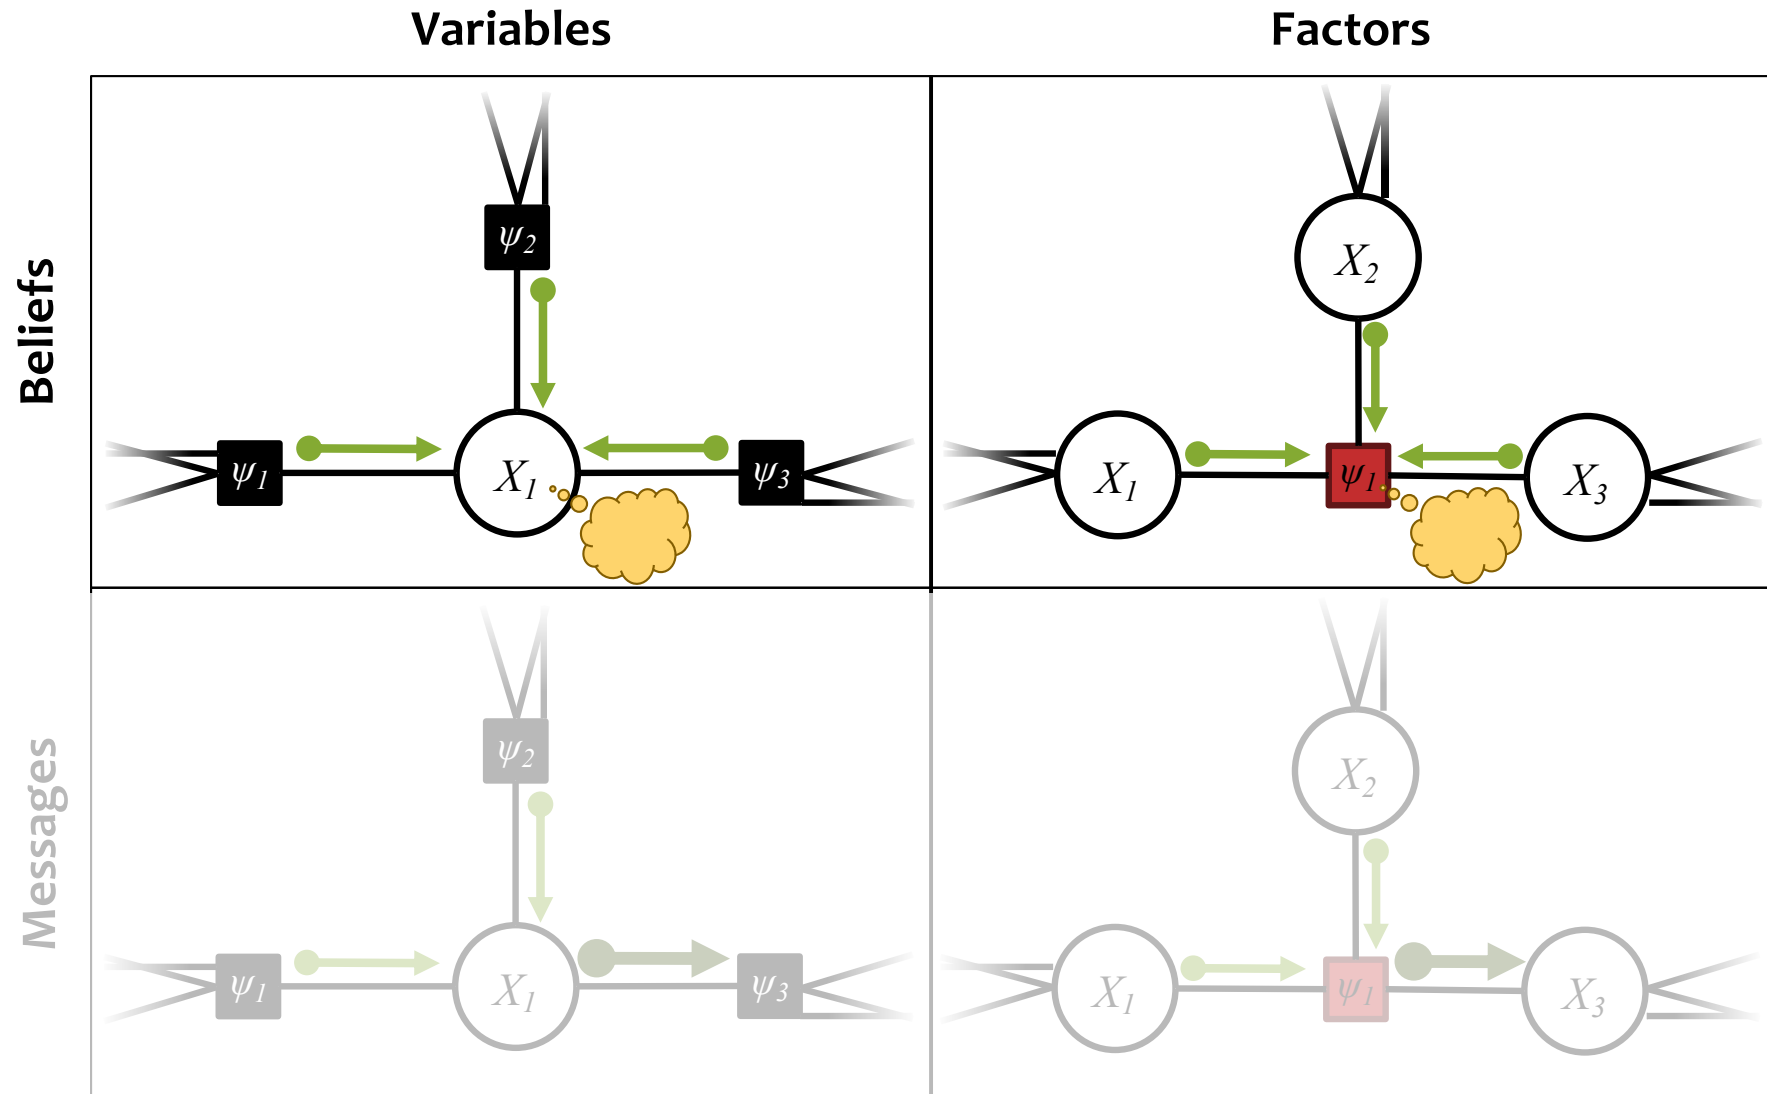 Variables
Factors
Beliefs
ψ2
X1
ψ1
ψ3
X2
X1
ψ1
X3
Messages
ψ2
ψ1
X1
ψ3
X2
X1
ψ1
X3